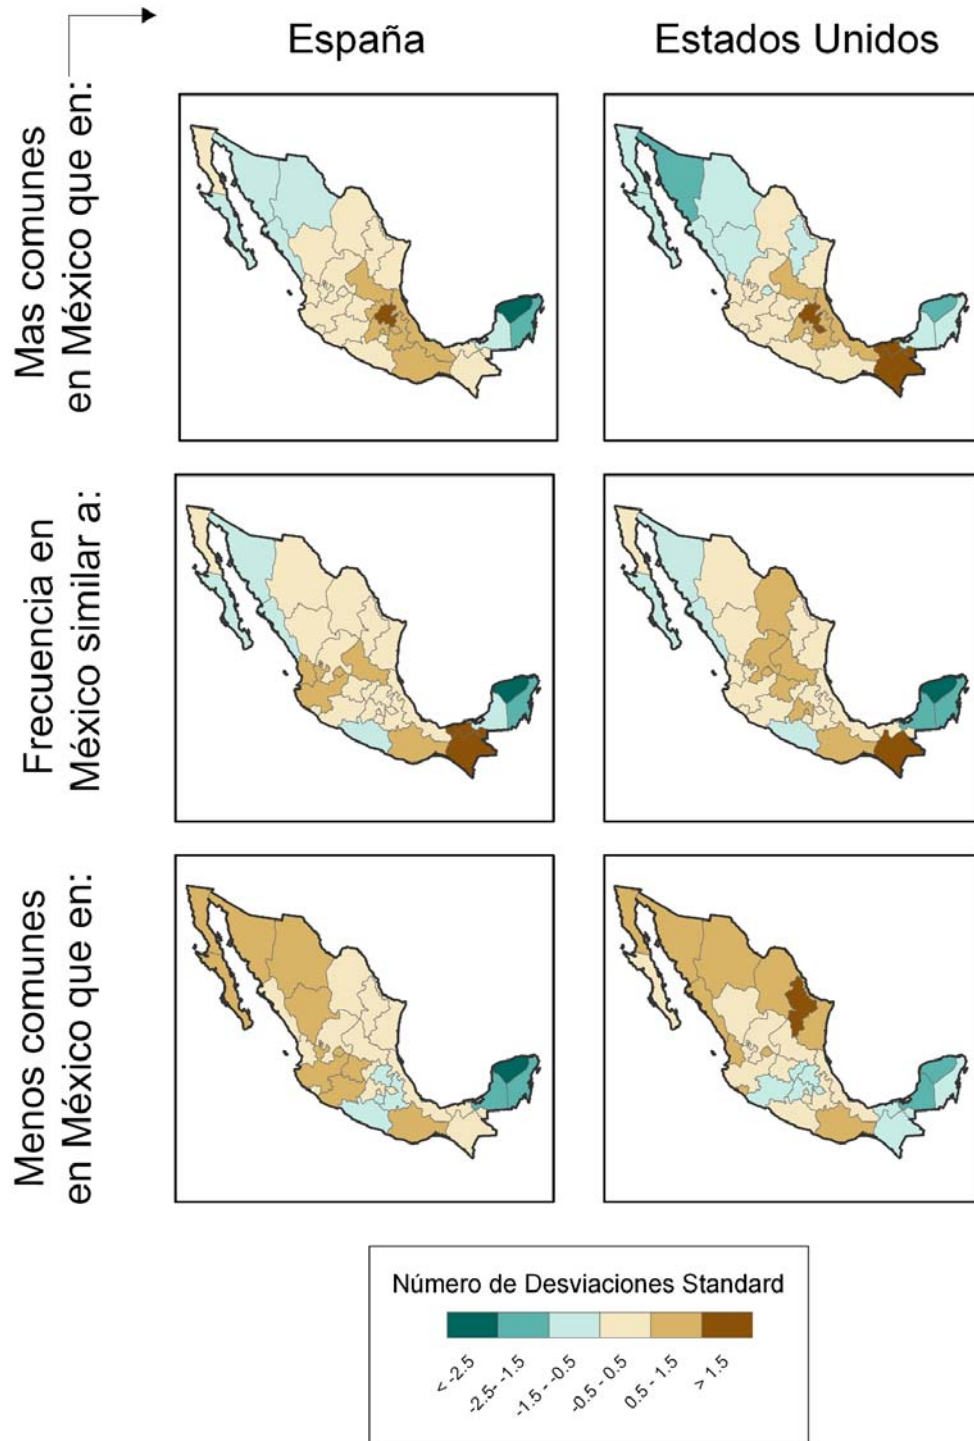 España
Estados Unidos
Mas comunes
en México que en:
Frecuencia en
México similar a:
Menos comunes
en México que en:
Número de Desviaciones Standard
< -2.5
-2.5- -1.5
-1.5- -0.5
-0.5 - 0.5
0.5 - 1.5
> 1.5